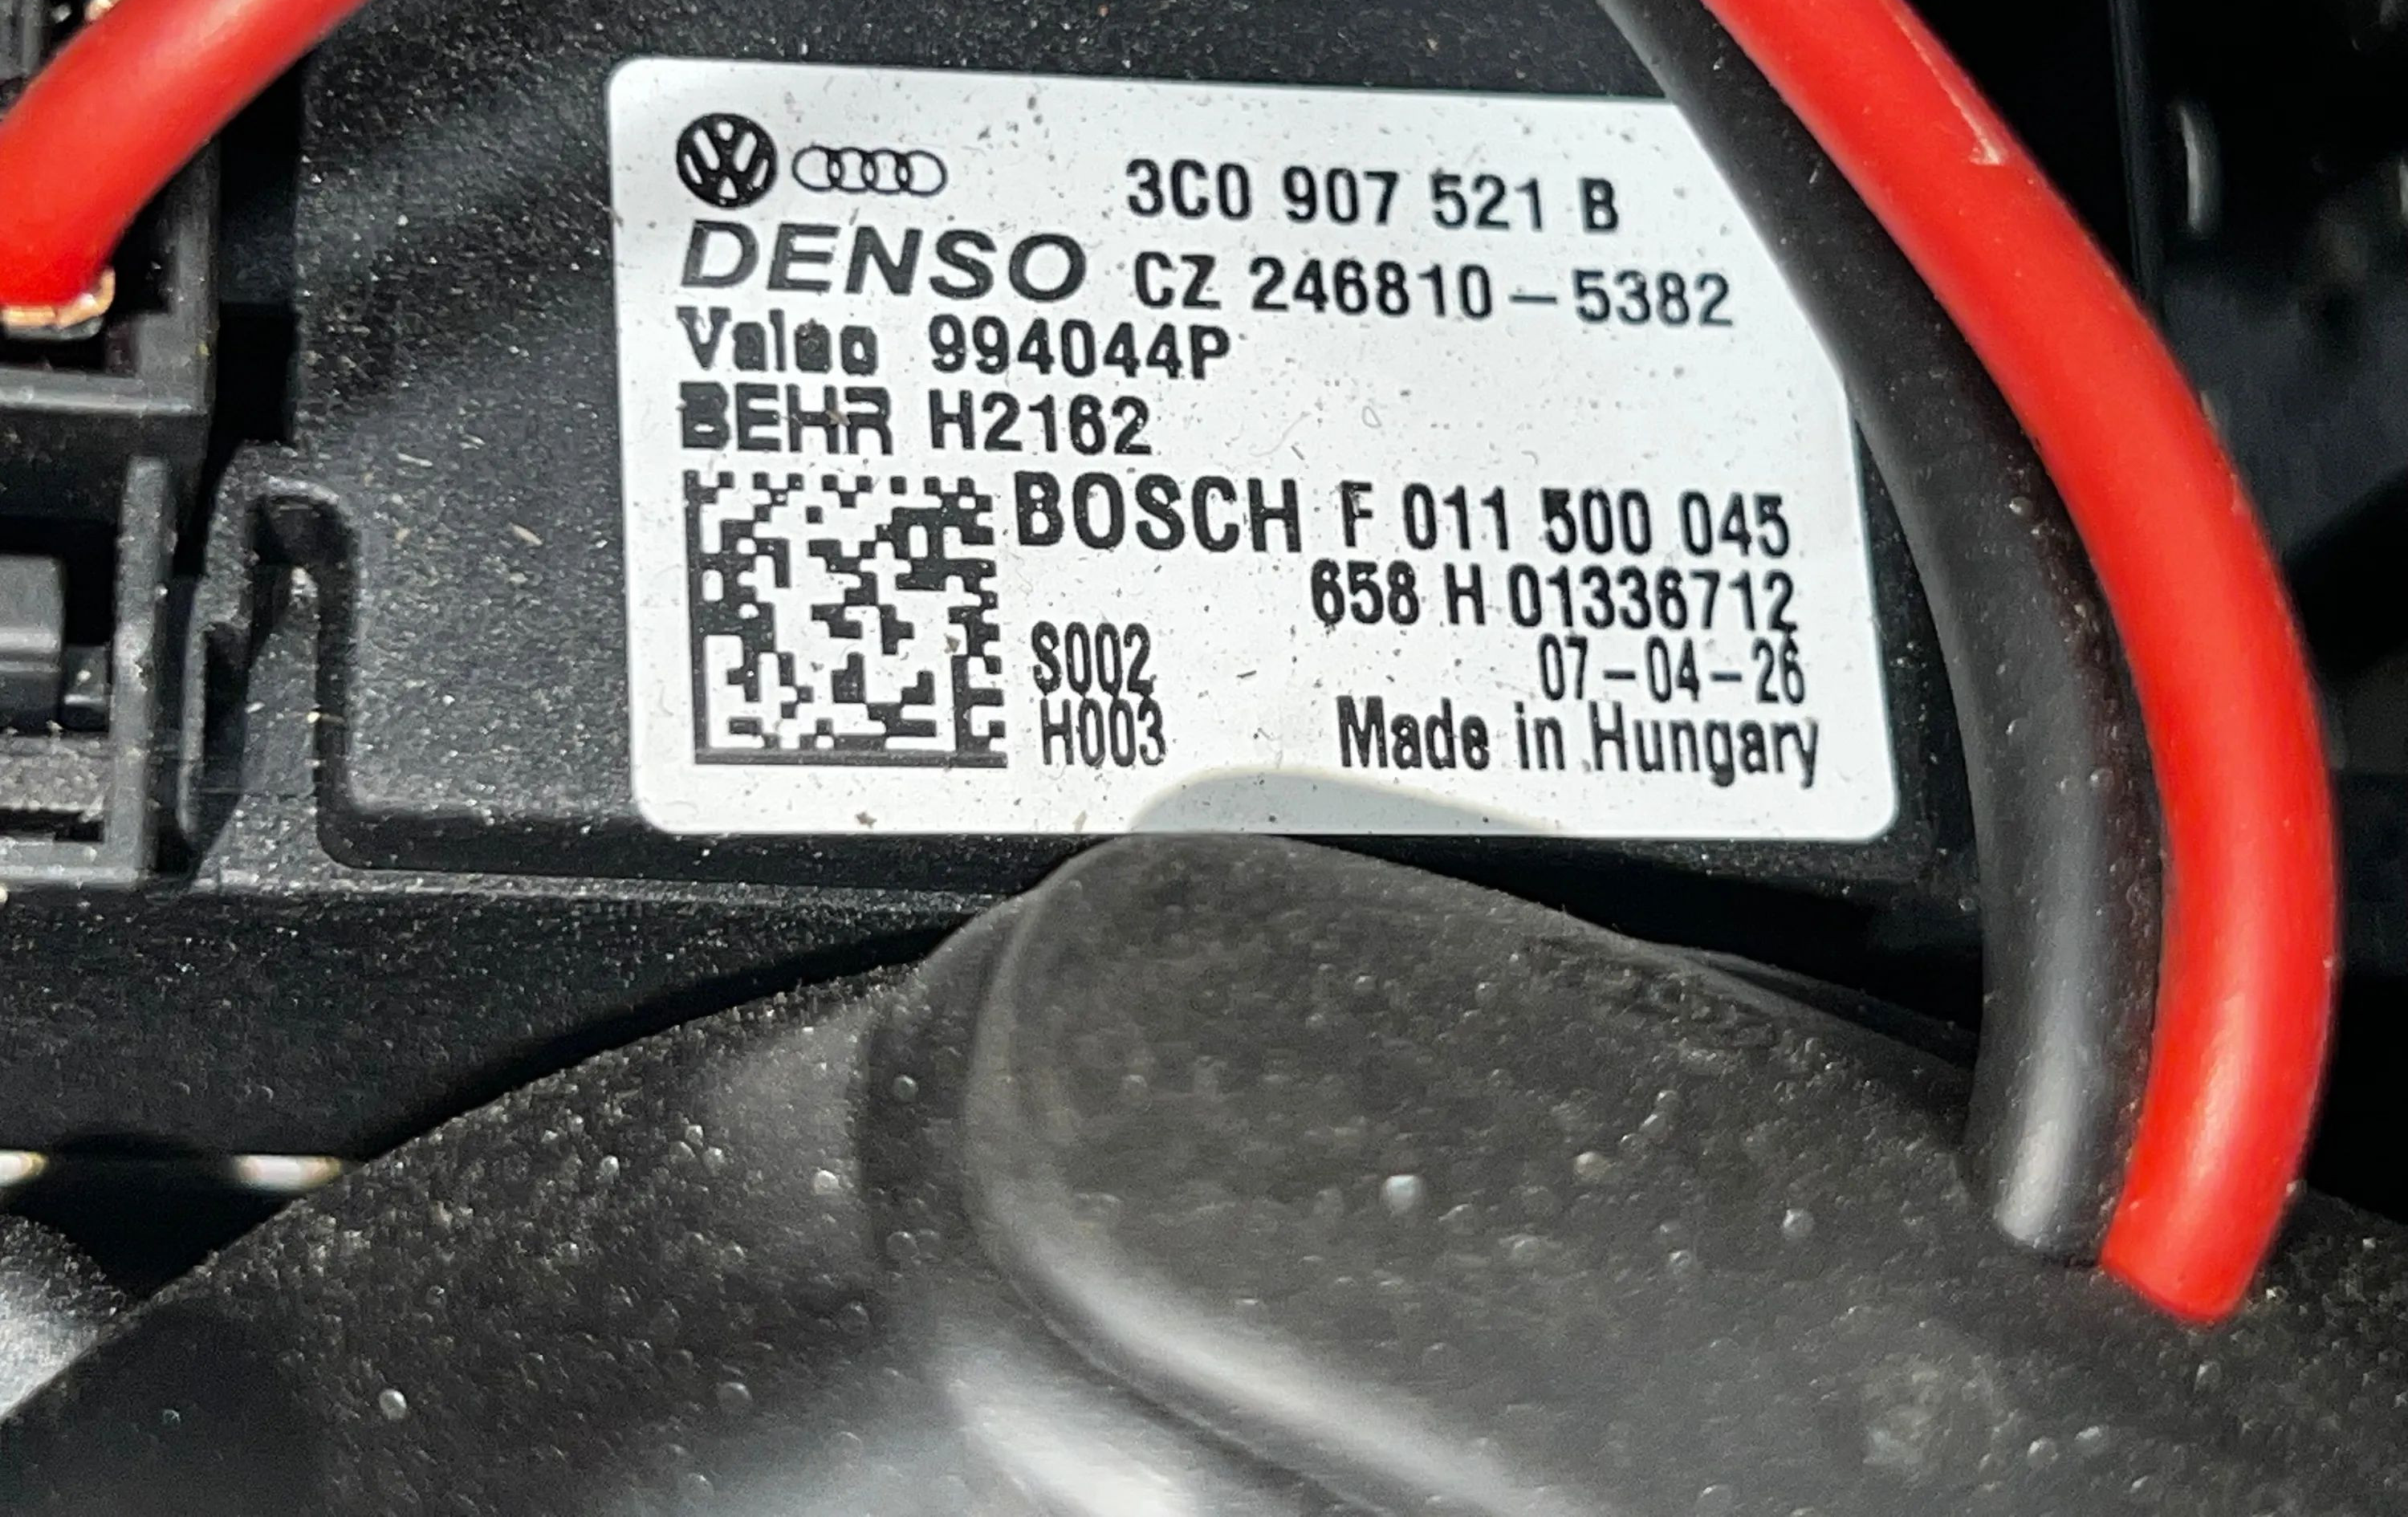 3C0 907 521 B
DENSO CZ 246810-5382
Valeo 994044P
BEHR H2162
BOSCH F 011 500 045
658 H 01336712
S002 07-04-26
H003 Made in Hungary